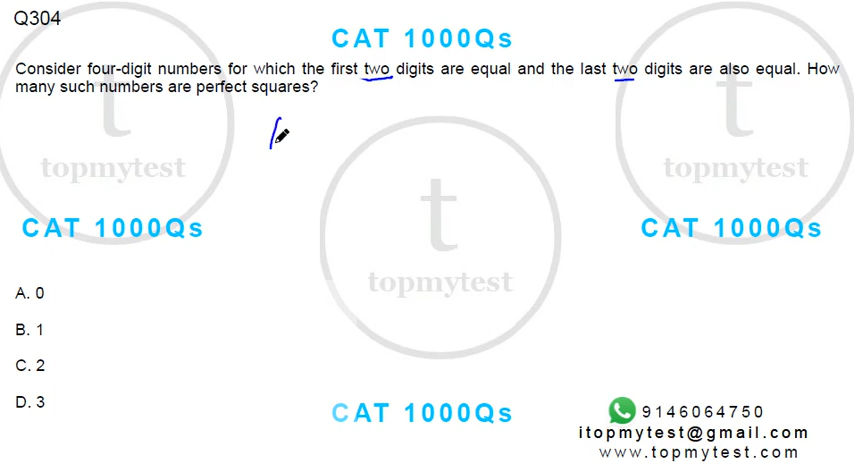 Q304
CAT 1000Qs
Consider four-digit numbers for which the first two digits are equal and the last two digits are also equal. How
many such numbers are perfect squares?
t
t
t
topmytest
topmytest
CAT 1000Qs
CAT 1000Qs
topmytest
A. 0
B. 1
C. 2
D. 3
CAT 1000Qs
9146064750
itopmytest@gmail.com
www.topmytest.com